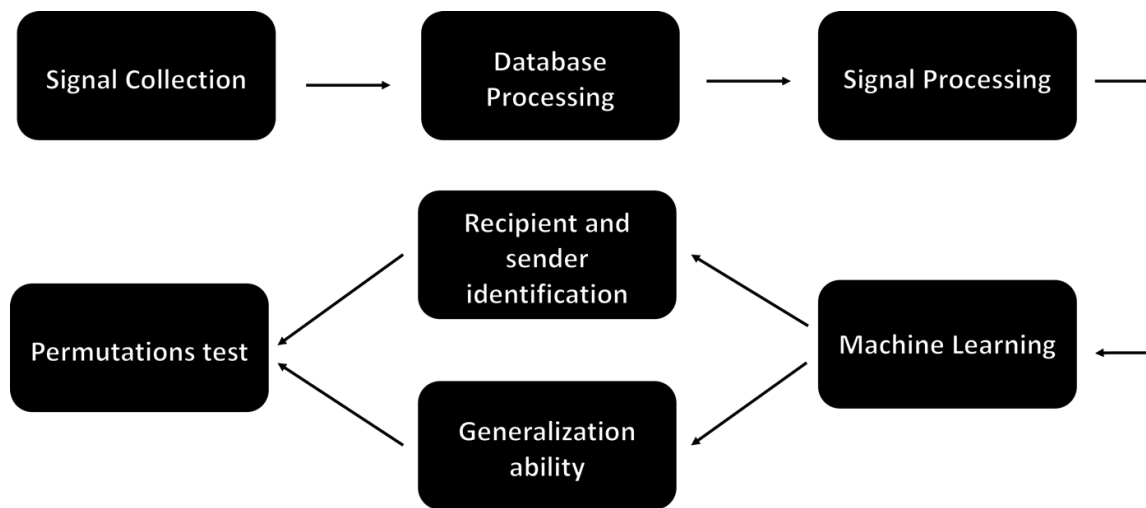 Signal Collection
Database
Processing
Signal Processing
Recipient and
sender
identification
Permutations test
Machine Learning
Generalization
ability